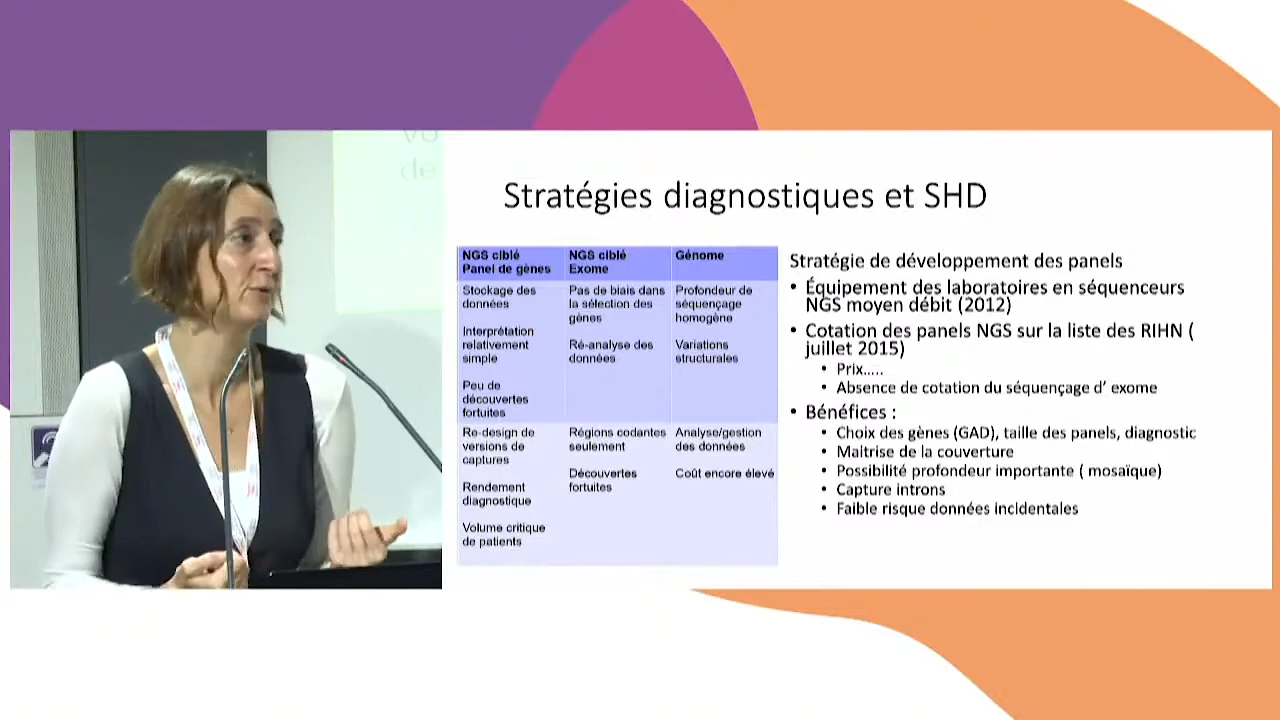 vo
de
Stratégies diagnostiques et SHD
NGS ciblé
Panel de gènes
NGS ciblé
Exome
Génome
Stockage des
données
Interprétation
relativement
simple
Peu de
découvertes
fortuites
Pas de biais dans
la sélection des
gènes
Ré-analyse des
données
Profondeur de
séquençage
homogène
Variations
structurales
Re-design de
versions de
captures
Rendement
diagnostique
Volume critique
de patients
Régions codantes
seulement
Découvertes
fortuites
Analyse/gestion
des données
Coût encore élevé
Stratégie de développement des panels
• Équipement des laboratoires en séquenceurs
NGS moyen débit (2012)
• Cotation des panels NGS sur la liste des RIHN (
juillet 2015)
• Prix.....
• Absence de cotation du séquençage d’ exome
• Bénéfices :
• Choix des gènes (GAD), taille des panels, diagnostic
• Maitrise de la couverture
• Possibilité profondeur importante ( mosaïque)
• Capture introns
• Faible risque données incidentales